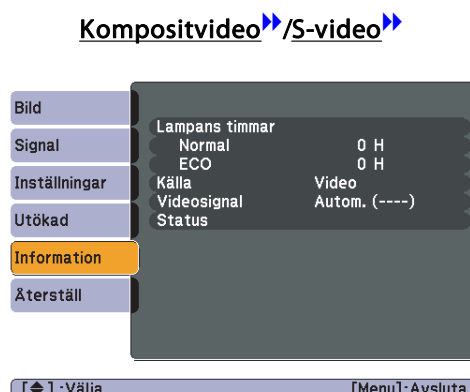 Kompositvideo/S-video
Bild
Signal
Inställningar
Utökad
Information
Återställ
Lampans timmar
Normal 0 H
ECO 0 H
Källa Video
Videosignal Autom. (----)
Status
[◆]:Välja [Menu]:Avsluta